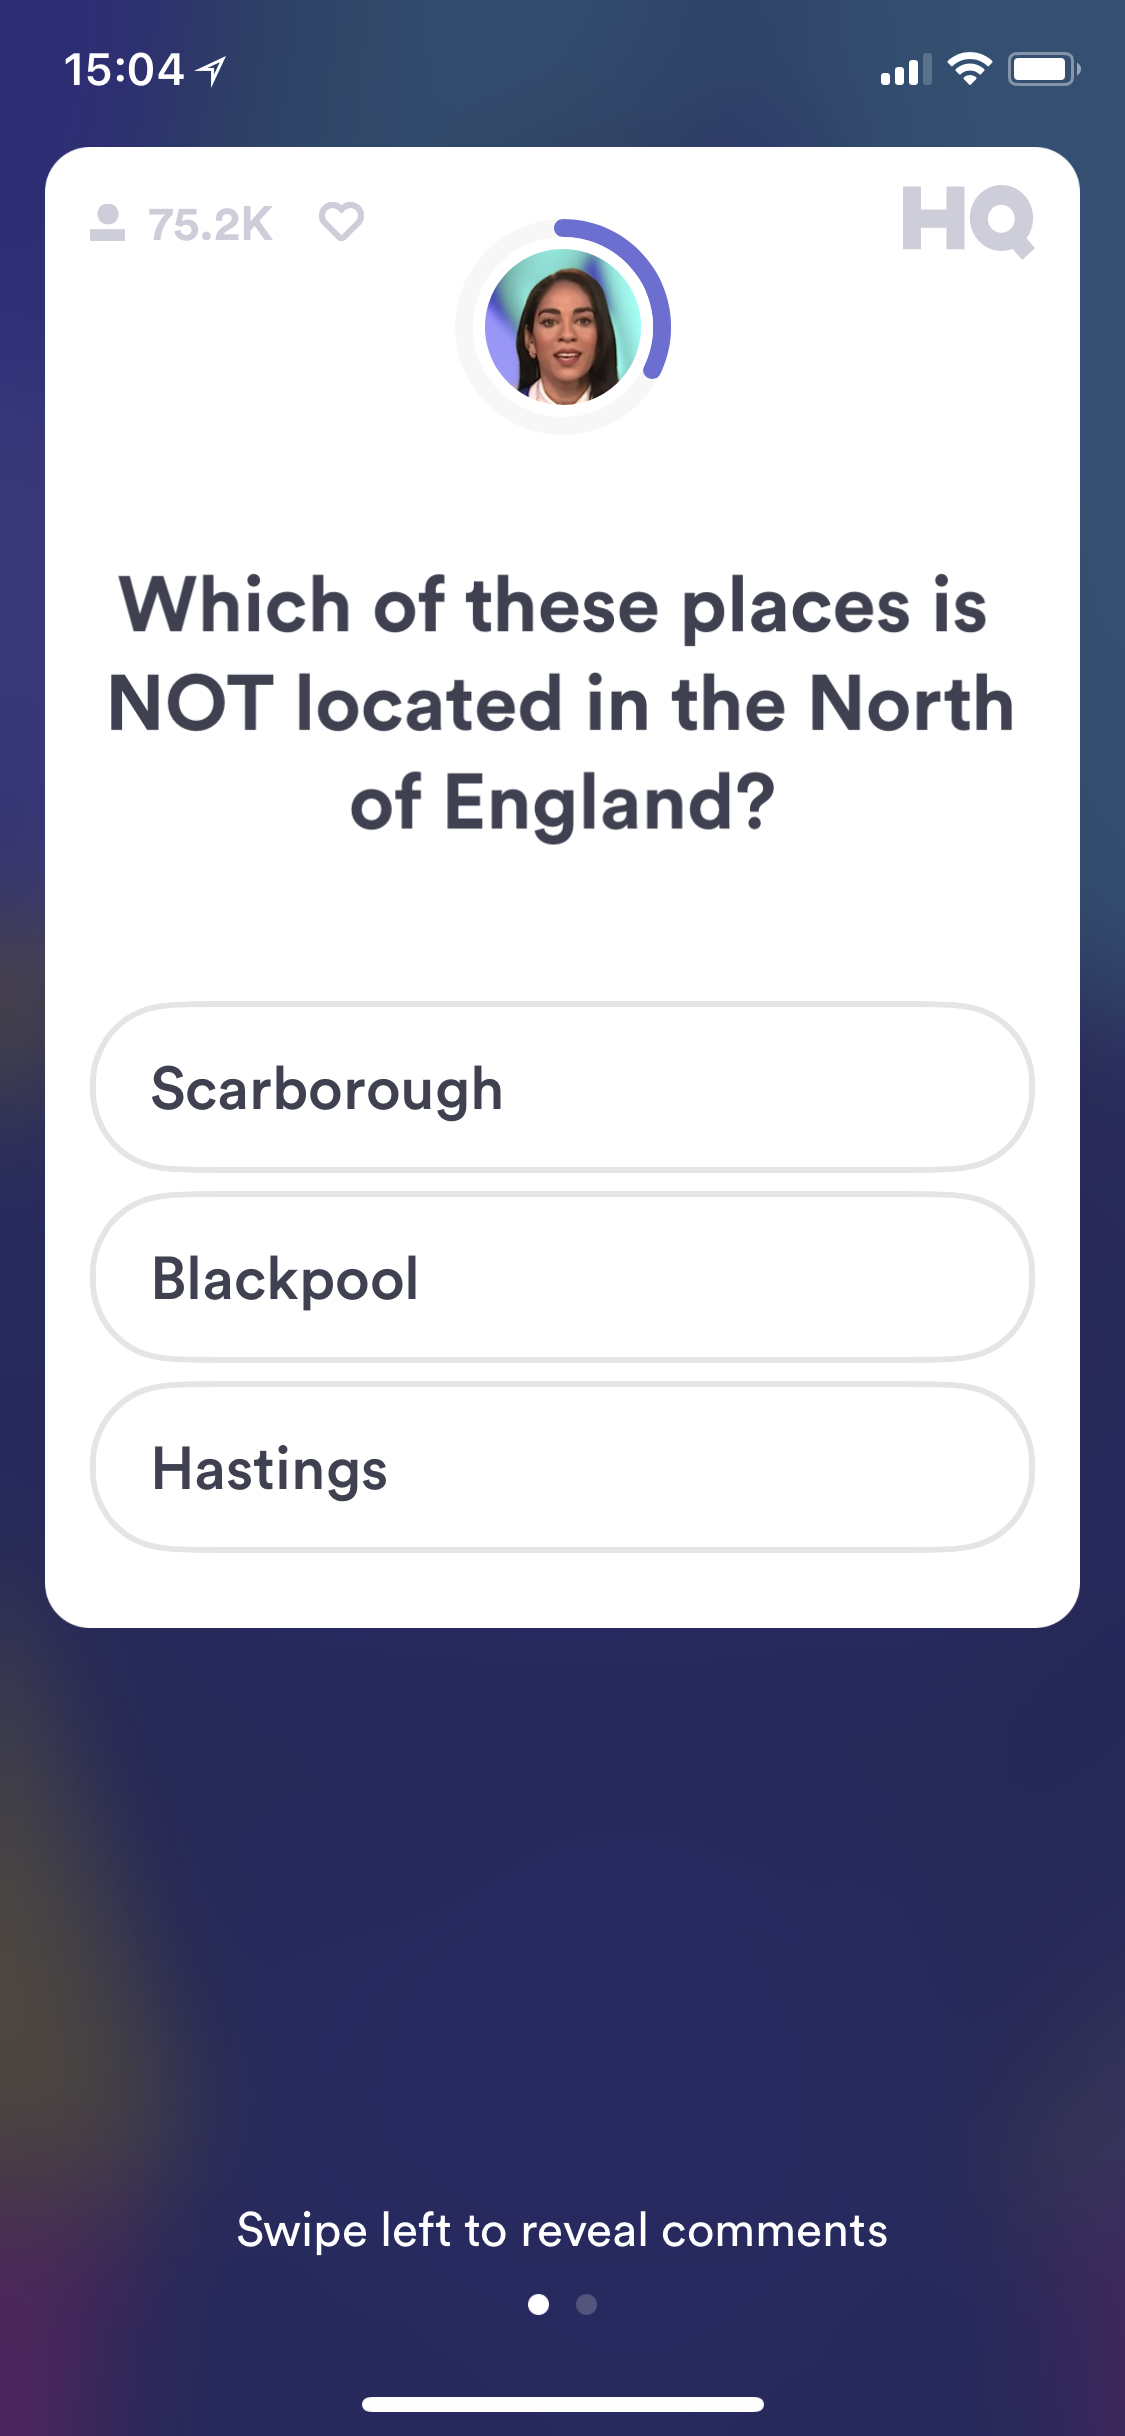 15:04
75.2K
HQ
Which of these places is
NOT located in the North
of England?
Scarborough
Blackpool
Hastings
Swipe left to reveal comments